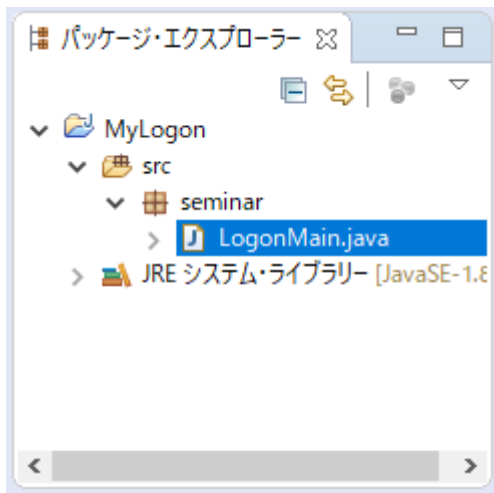 パッケージ・エクスプローラー
MyLogon
src
seminar
LogonMain.java
JRE システム・ライブラリー [JavaSE-1.8